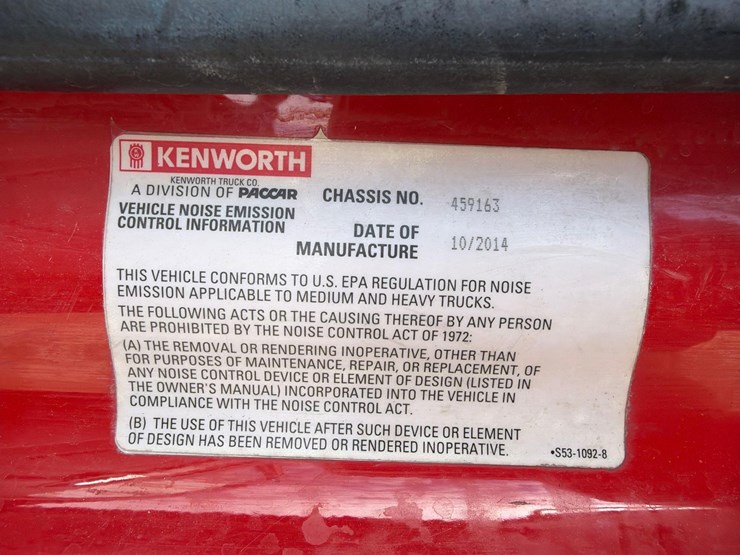 KENWORTH
KENWORTH TRUCK CO.
A DIVISION OF PACCAR
VEHICLE NOISE EMISSION
CONTROL INFORMATION
CHASSIS NO. 459163
DATE OF
MANUFACTURE 10/2014
THIS VEHICLE CONFORMS TO U.S. EPA REGULATION FOR NOISE
EMISSION APPLICABLE TO MEDIUM AND HEAVY TRUCKS.
THE FOLLOWING ACTS OR THE CAUSING THEREOF BY ANY PERSON
ARE PROHIBITED BY THE NOISE CONTROL ACT OF 1972:
(A) THE REMOVAL OR RENDERING INOPERATIVE, OTHER THAN
FOR PURPOSES OF MAINTENANCE, REPAIR, OR REPLACEMENT, OF
ANY NOISE CONTROL DEVICE OR ELEMENT OF DESIGN (LISTED IN
THE OWNER'S MANUAL) INCORPORATED INTO THE VEHICLE IN
COMPLIANCE WITH THE NOISE CONTROL ACT.
(B) THE USE OF THIS VEHICLE AFTER SUCH DEVICE OR ELEMENT
OF DESIGN HAS BEEN REMOVED OR RENDERED INOPERATIVE.
•S53-1092-8